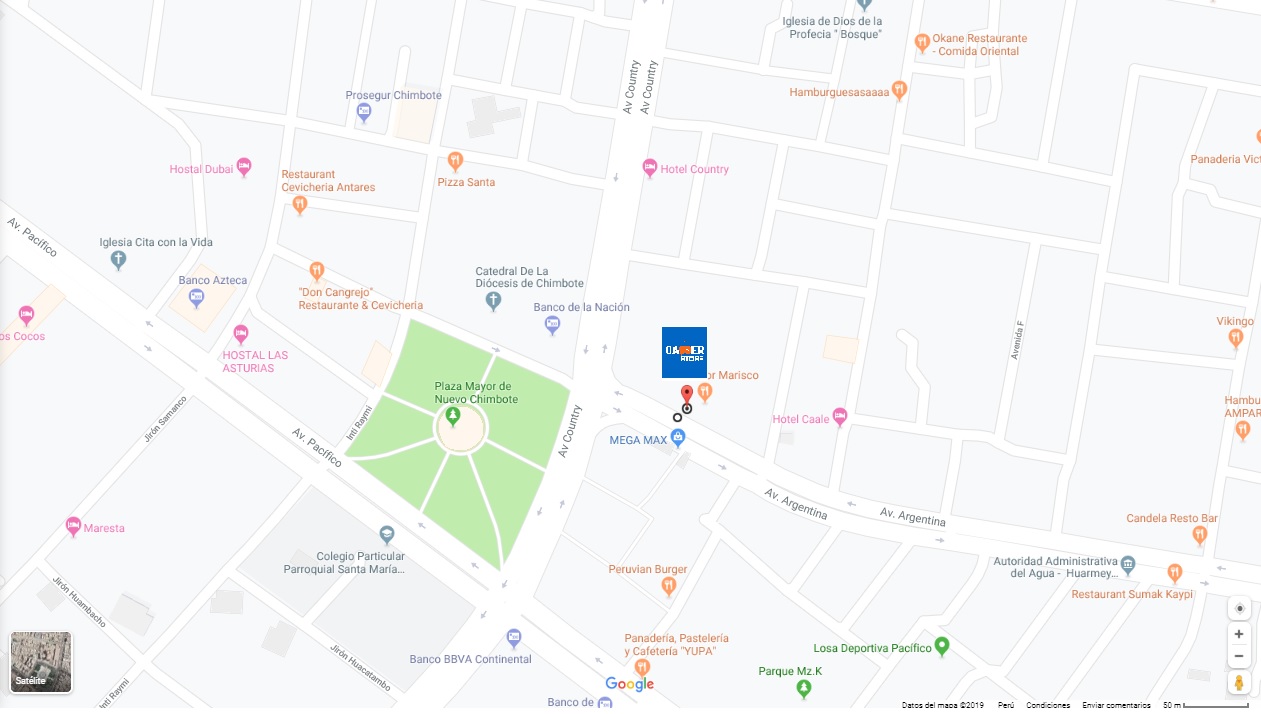 Iglesia de Dios de la
Profecia " Bosque"
Okane Restaurante
- Comida Oriental
Av Country
Av Country
Prosegur Chimbote
Hamburguesasaaaa
Hostal Dubai
Restaurant
Cevicheria Antares
Pizza Santa
Hotel Country
Panaderia Vict
Av. Pacífico
Iglesia Cita con la Vida
Banco Azteca
"Don Cangrejo"
Restaurante & Cevicheria
Catedral De La
Diócesis de Chimbote
Banco de la Nación
os Cocos
HOSTAL LAS
ASTURIAS
Vikingo
Avenida F
or Marisco
Plaza Mayor de
Nuevo Chimbote
Inti Raymi
Jirón Samanco
Av Country
Hotel Caale
Hambu
AMPAR
MEGA MAX
Av. Pacífico
Av. Argentina
Av. Argentina
Maresta
Candela Resto Bar
Colegio Particular
Parroquial Santa María...
Peruvian Burger
Autoridad Administrativa
del Agua - Huarmey...
Restaurant Sumak Kaypi
Jirón Huambacho
Jirón Huacatambo
Inti Raymi
Banco BBVA Continental
Panadería, Pastelería
y Cafetería "YUPA"
Losa Deportiva Pacífico
Parque Mz.K
Satélite
Google
Banco de
Datos del mapa ©2019 Perú Condiciones Enviar comentarios 50 m